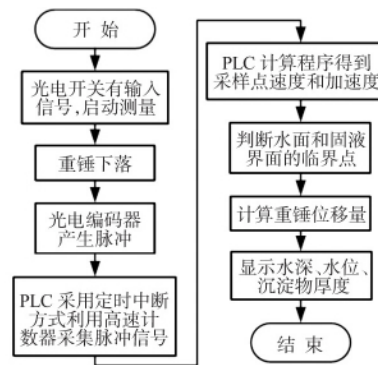 开 始
光电开关有输入
信号,启动测量
重锤下落
光电编码器
产生脉冲
PLC 采用定时中断
方式利用高速计
数器采集脉冲信号
PLC 计算程序得到
采样点速度和加速度
判断水面和固液
界面的临界点
计算重锤位移量
显示水深、水位、
沉淀物厚度
结 束